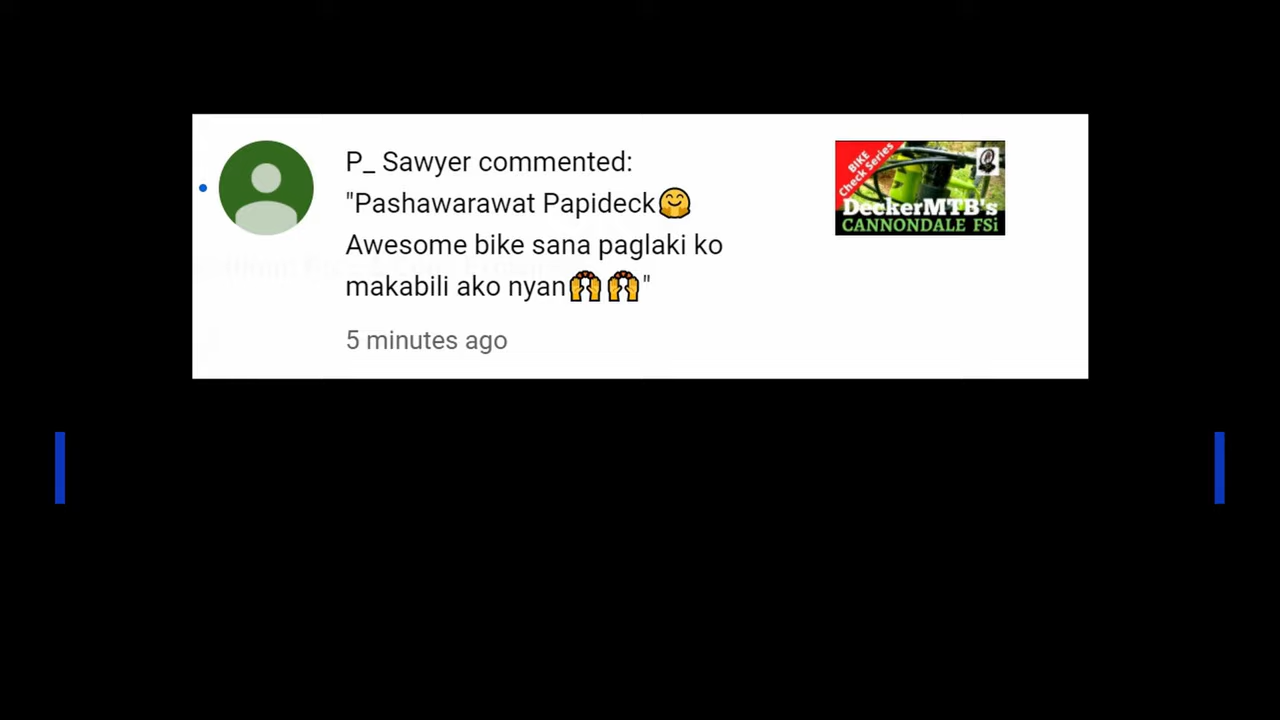 P_ Sawyer commented:
"Pashawarawat Papideck🤗
Awesome bike sana paglaki ko
makabili ako nyan🙌🙌"
5 minutes ago
BIKE
Check Series
DeckerMTB's
CANNONDALE FSi